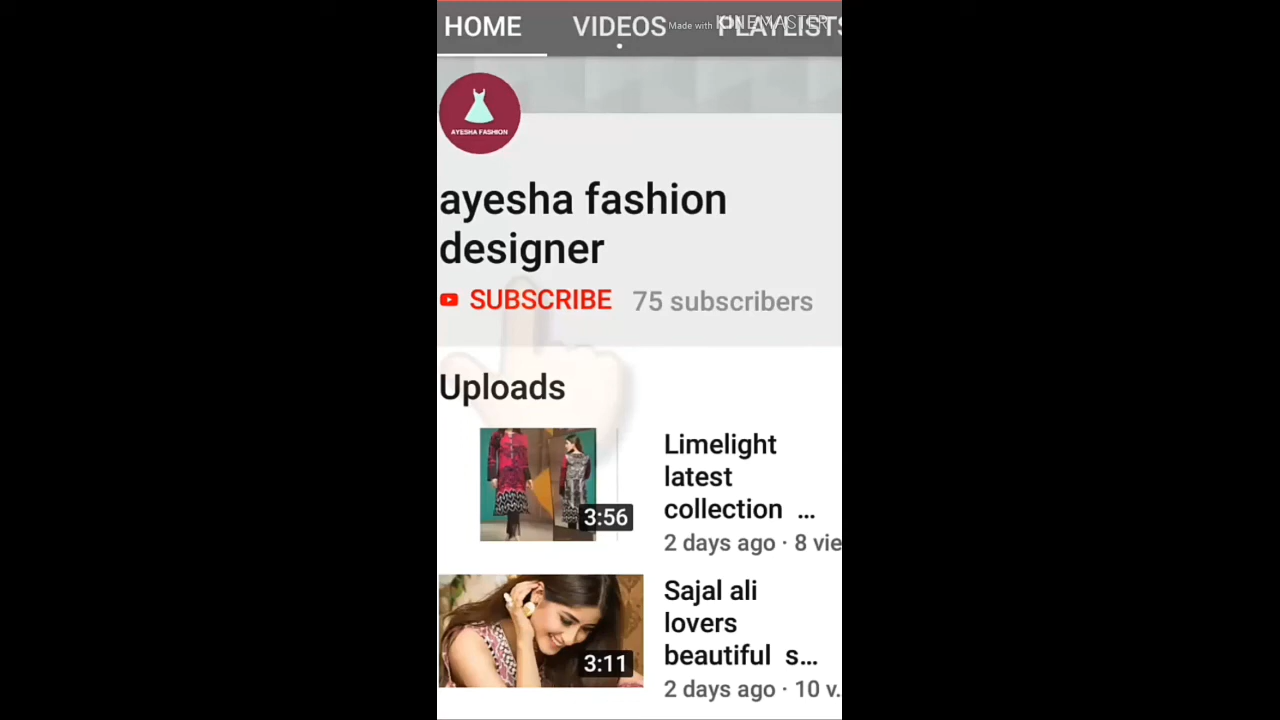 HOME VIDEOS PLAYLISTS
Made with KINEMASTER
AYESHA FASHION
ayesha fashion
designer
SUBSCRIBE 75 subscribers
Uploads
Limelight
latest
collection ...
3:56
2 days ago · 8 vie
Sajal ali
lovers
beautiful s...
3:11
2 days ago · 10 v...